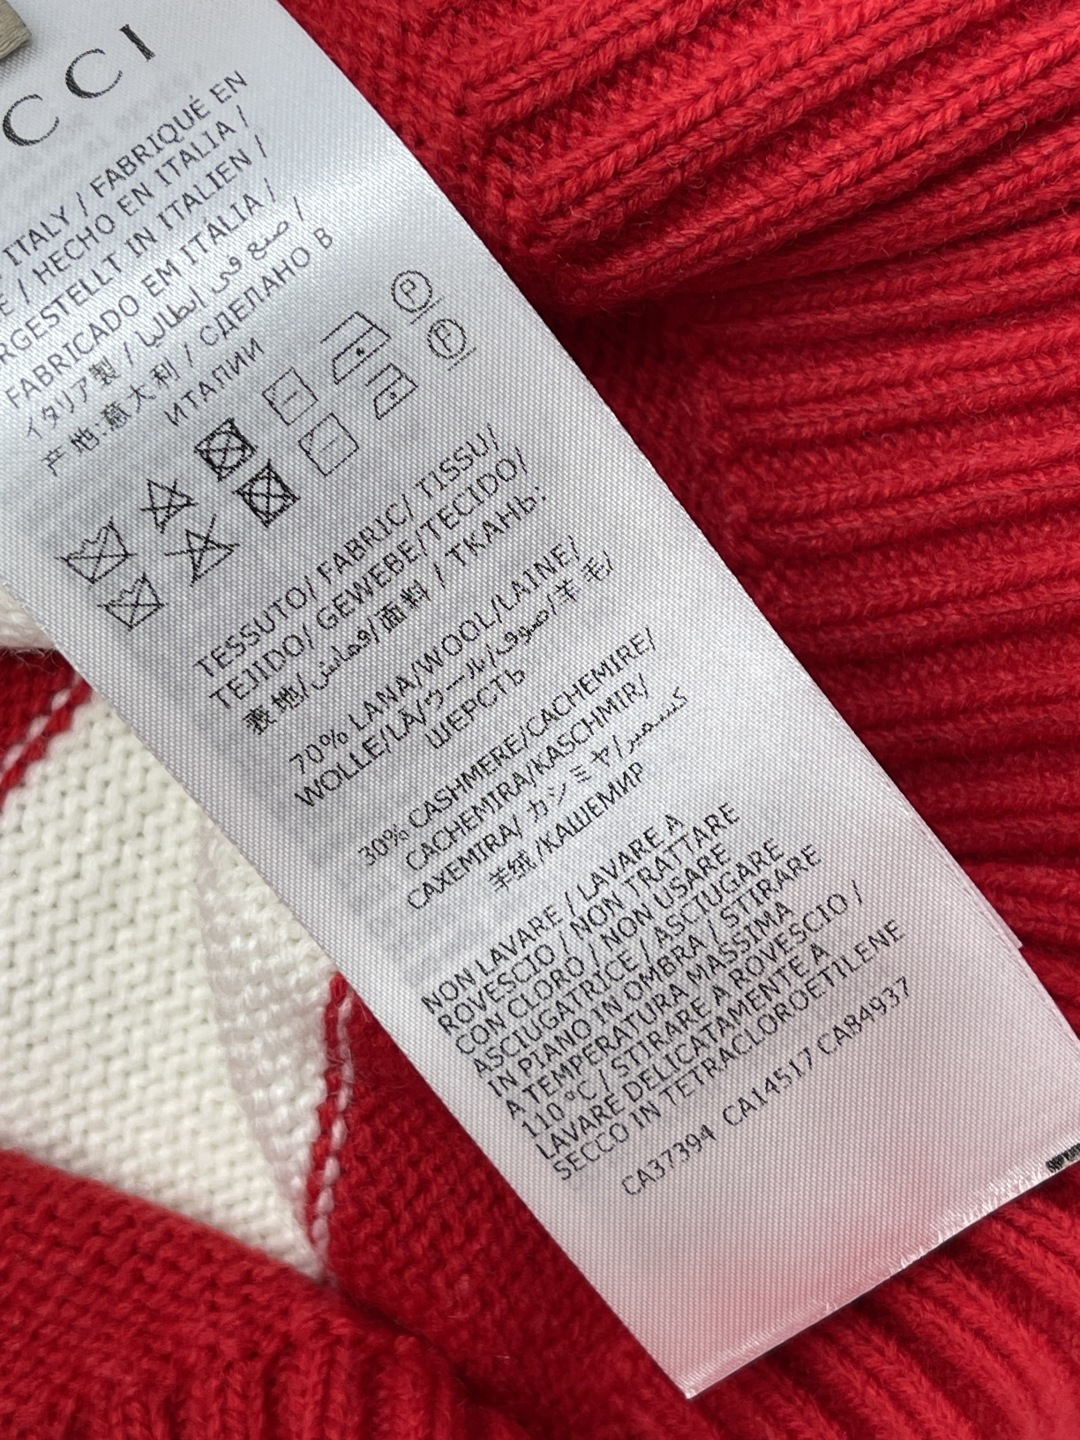 CCI
ITALY / FABRIQUÉ EN
/ HECHO EN ITALIA /
RGESTELLT IN ITALIEN /
FABRICADO EM ITÁLIA /
イタリア製 / صنع في ايطاليا /
产地:意大利 / СДЕЛАНО В
ИТАЛИИ
P
F
TESSUTO/ FABRIC/ TISSU/
TEJIDO/ GEWEBE/TECIDO/
表地/قماش/面料 / ТКАНЬ:
70% LANA/WOOL/LAINE/
WOLLE/LÃ/ウール/صوف/羊毛/
ШЕРСТЬ
30% CASHMERE/CACHEMIRE/
CACHEMIRA/KASCHMIR/
CAXEMIRA/ カシミヤ/كشمير/
羊绒 /КАШЕМИР
NON LAVARE / LAVARE A
ROVESCIO / NON TRATTARE
CON CLORO / NON USARE
ASCIUGATRICE / ASCIUGARE
IN PIANO IN OMBRA / STIRARE
A TEMPERATURA MASSIMA
110 °C / STIRARE A ROVESCIO /
LAVARE DELICATAMENTE A
SECCO IN TETRACLOROETILENE
CA37394 CA14517 CA84937